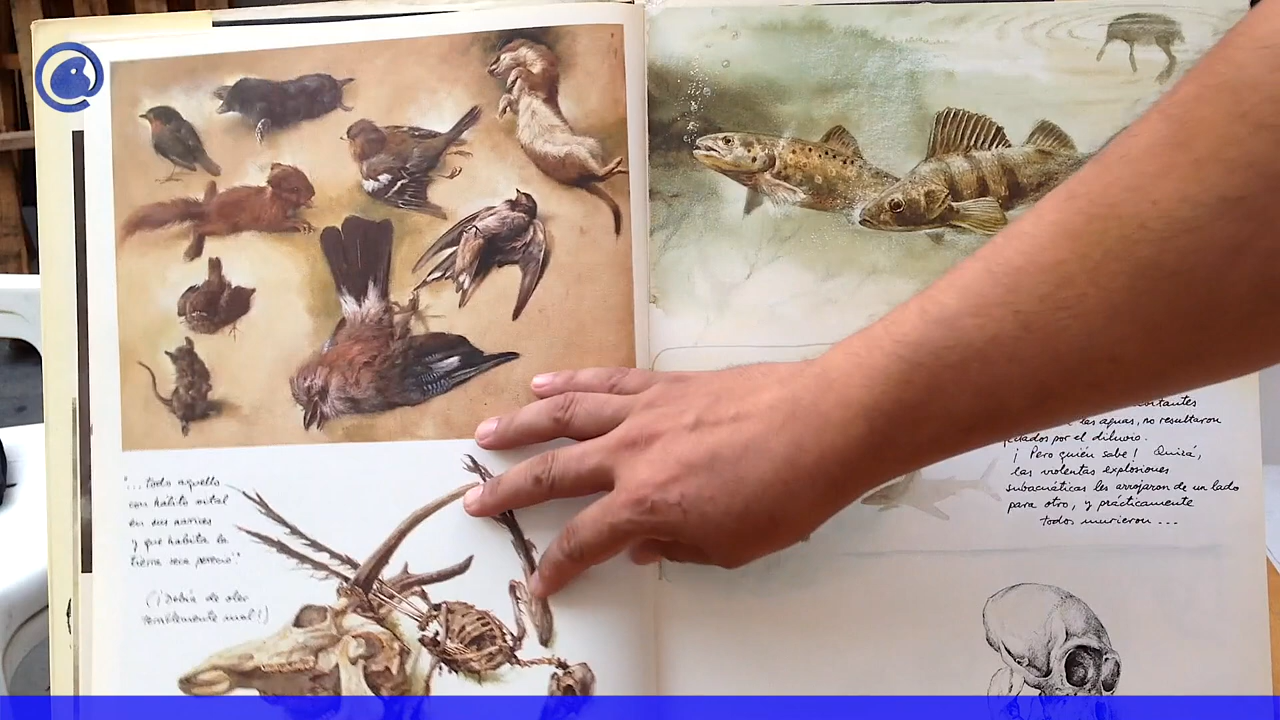 "... todo aquello
con hálito vital
en sus narices
y que habita la
tierra seca pereció".
(¡Debía de oler
terriblemente mal!)
las aguas, no resultaron
por el diluvio.
¡Pero quién sabe! Quizá,
las violentas explosiones
subacuáticas les arrojaron de un lado
para otro, y prácticamente
todos murieron ...